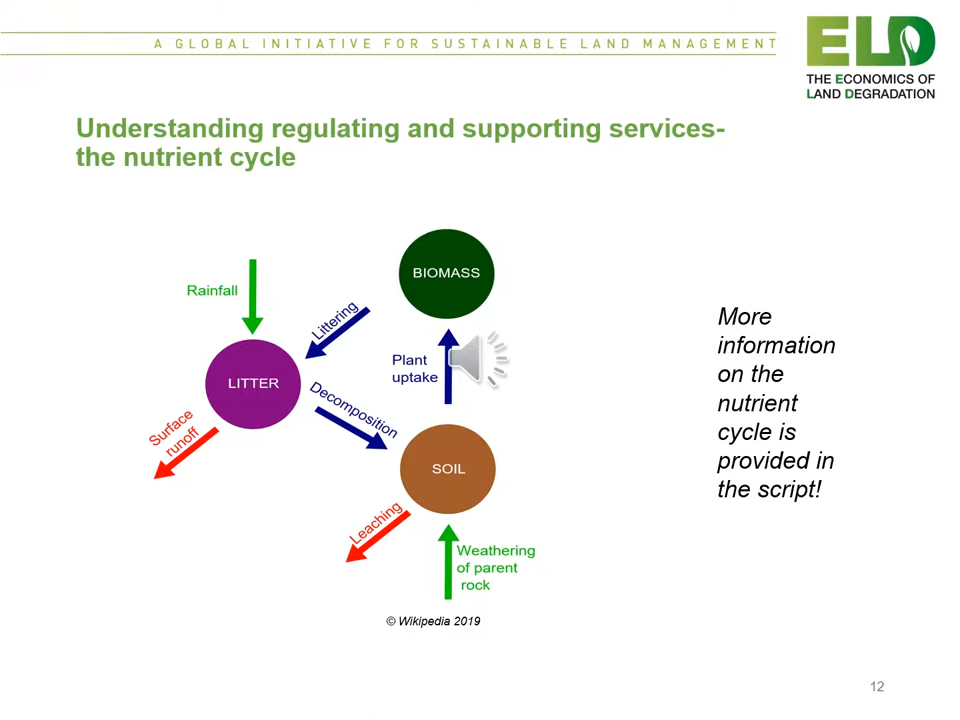 A GLOBAL INITIATIVE FOR SUSTAINABLE LAND MANAGEMENT
ELD
THE ECONOMICS OF
LAND DEGRADATION
Understanding regulating and supporting services-
the nutrient cycle
BIOMASS
Rainfall
Littering
Plant
uptake
LITTER
Decomposition
Surface
runoff
SOIL
Leaching
Weathering
of parent
rock
© Wikipedia 2019
More
information
on the
nutrient
cycle is
provided in
the script!
12